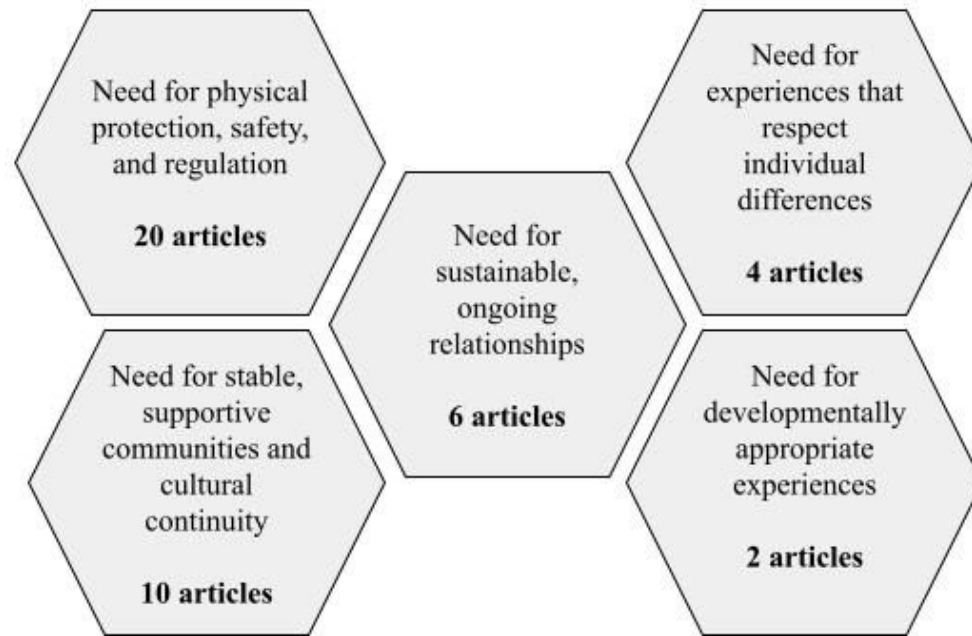 Need for physical
protection, safety,
and regulation
20 articles
Need for stable,
supportive
communities and
cultural
continuity
10 articles
Need for
sustainable,
ongoing
relationships
6 articles
Need for
experiences that
respect
individual
differences
4 articles
Need for
developmentally
appropriate
experiences
2 articles